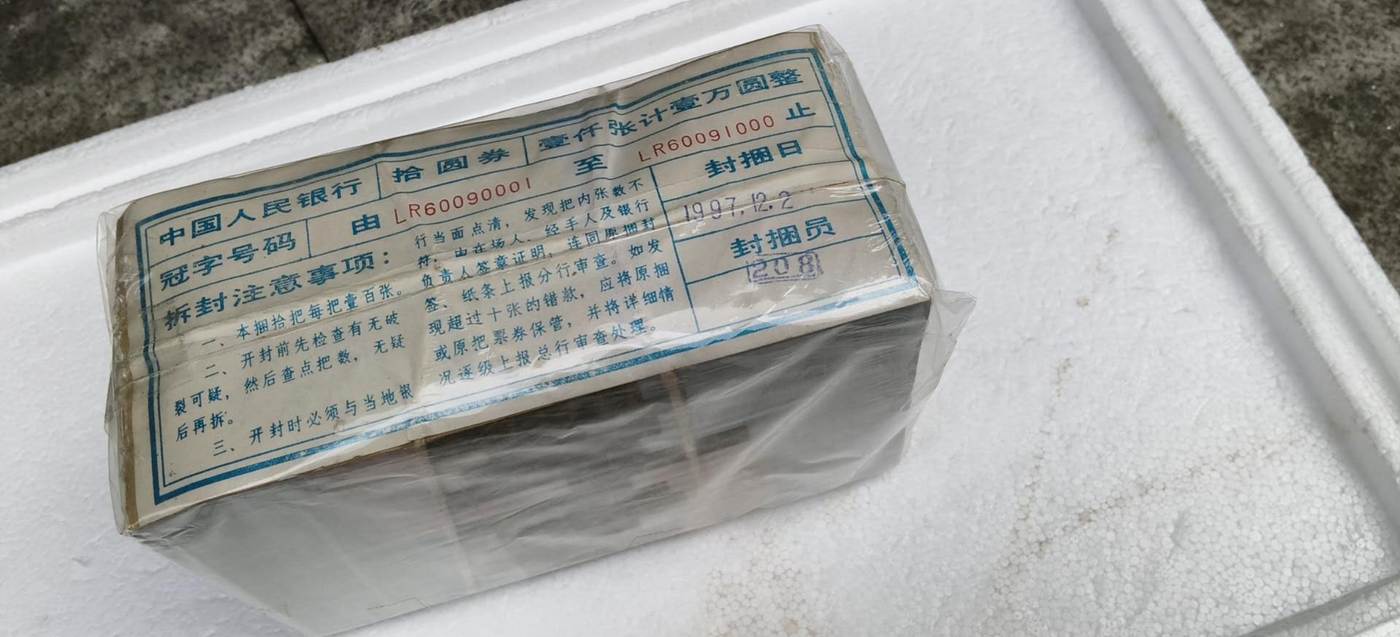 中国人民银行 拾圆券 壹仟张计壹万圆整
冠字号码 由 LR60090001 至 LR60091000 止
拆封注意事项：
一、本捆拾把每把壹百张。
二、开封前先检查有无破
裂可疑，然后查点把数，无疑
后再拆。
三、开封时必须与当地银
行当面点清，发现把内张数不
符，由在场人、经手人及银行
负责人签章证明，连同原捆封
签、纸条上报分行审查。如发
现超过十张的错款，应将原捆
或原把票券保管，并将详细情
况逐级上报总行审查处理。
封捆日
1997.12.2
封捆员
208